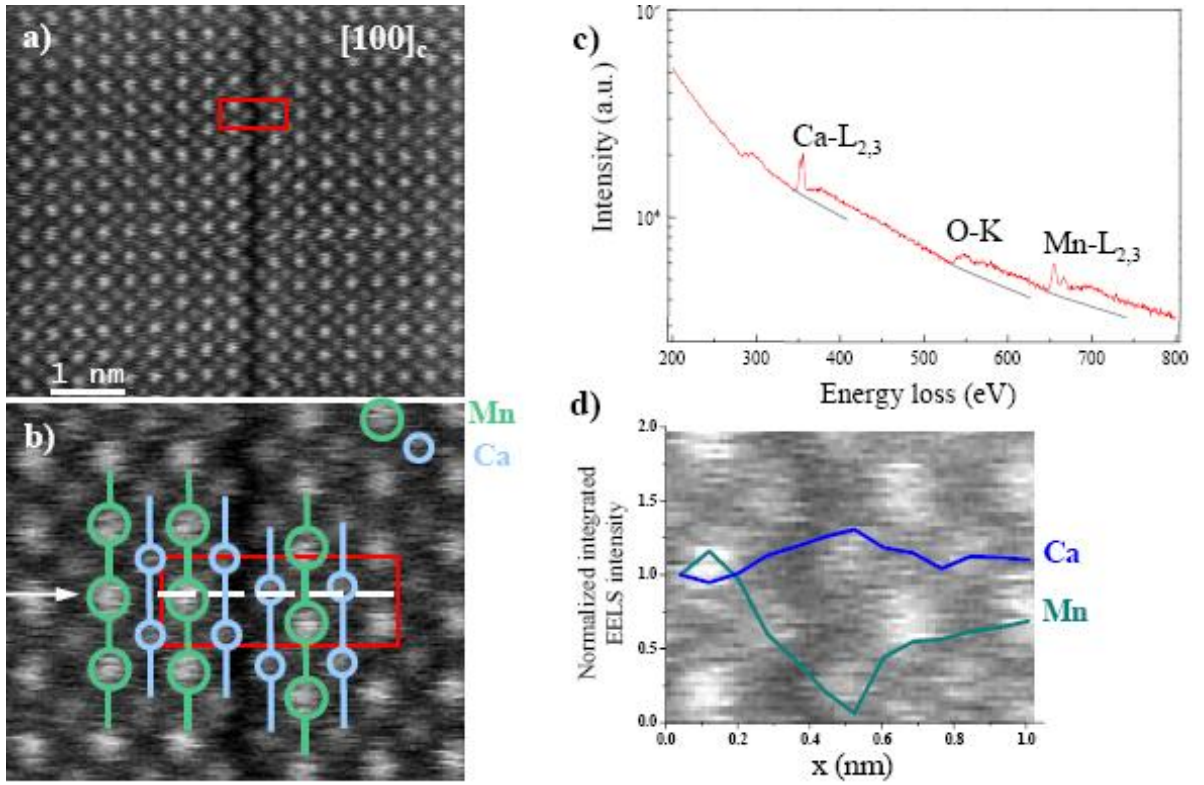 a)
[100]c
1 nm
b)
Mn
Ca
c)
Intensity (a.u.)
10⁴
Ca-L2,3
O-K
Mn-L2,3
200 300 400 500 600 700 800
Energy loss (eV)
d)
Normalized integrated
EELS intensity
2.0
1.5
1.0
0.5
0.0
Ca
Mn
0.0 0.2 0.4 0.6 0.8 1.0
x (nm)